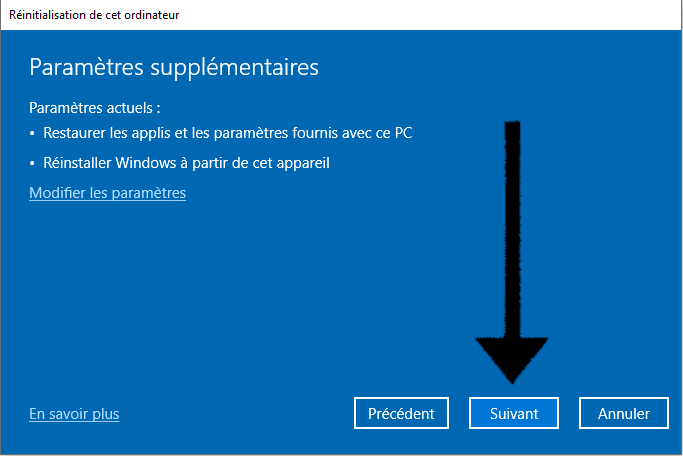 Réinitialisation de cet ordinateur
Paramètres supplémentaires
Paramètres actuels :
• Restaurer les applis et les paramètres fournis avec ce PC
• Réinstaller Windows à partir de cet appareil
Modifier les paramètres
En savoir plus
Précédent
Suivant
Annuler